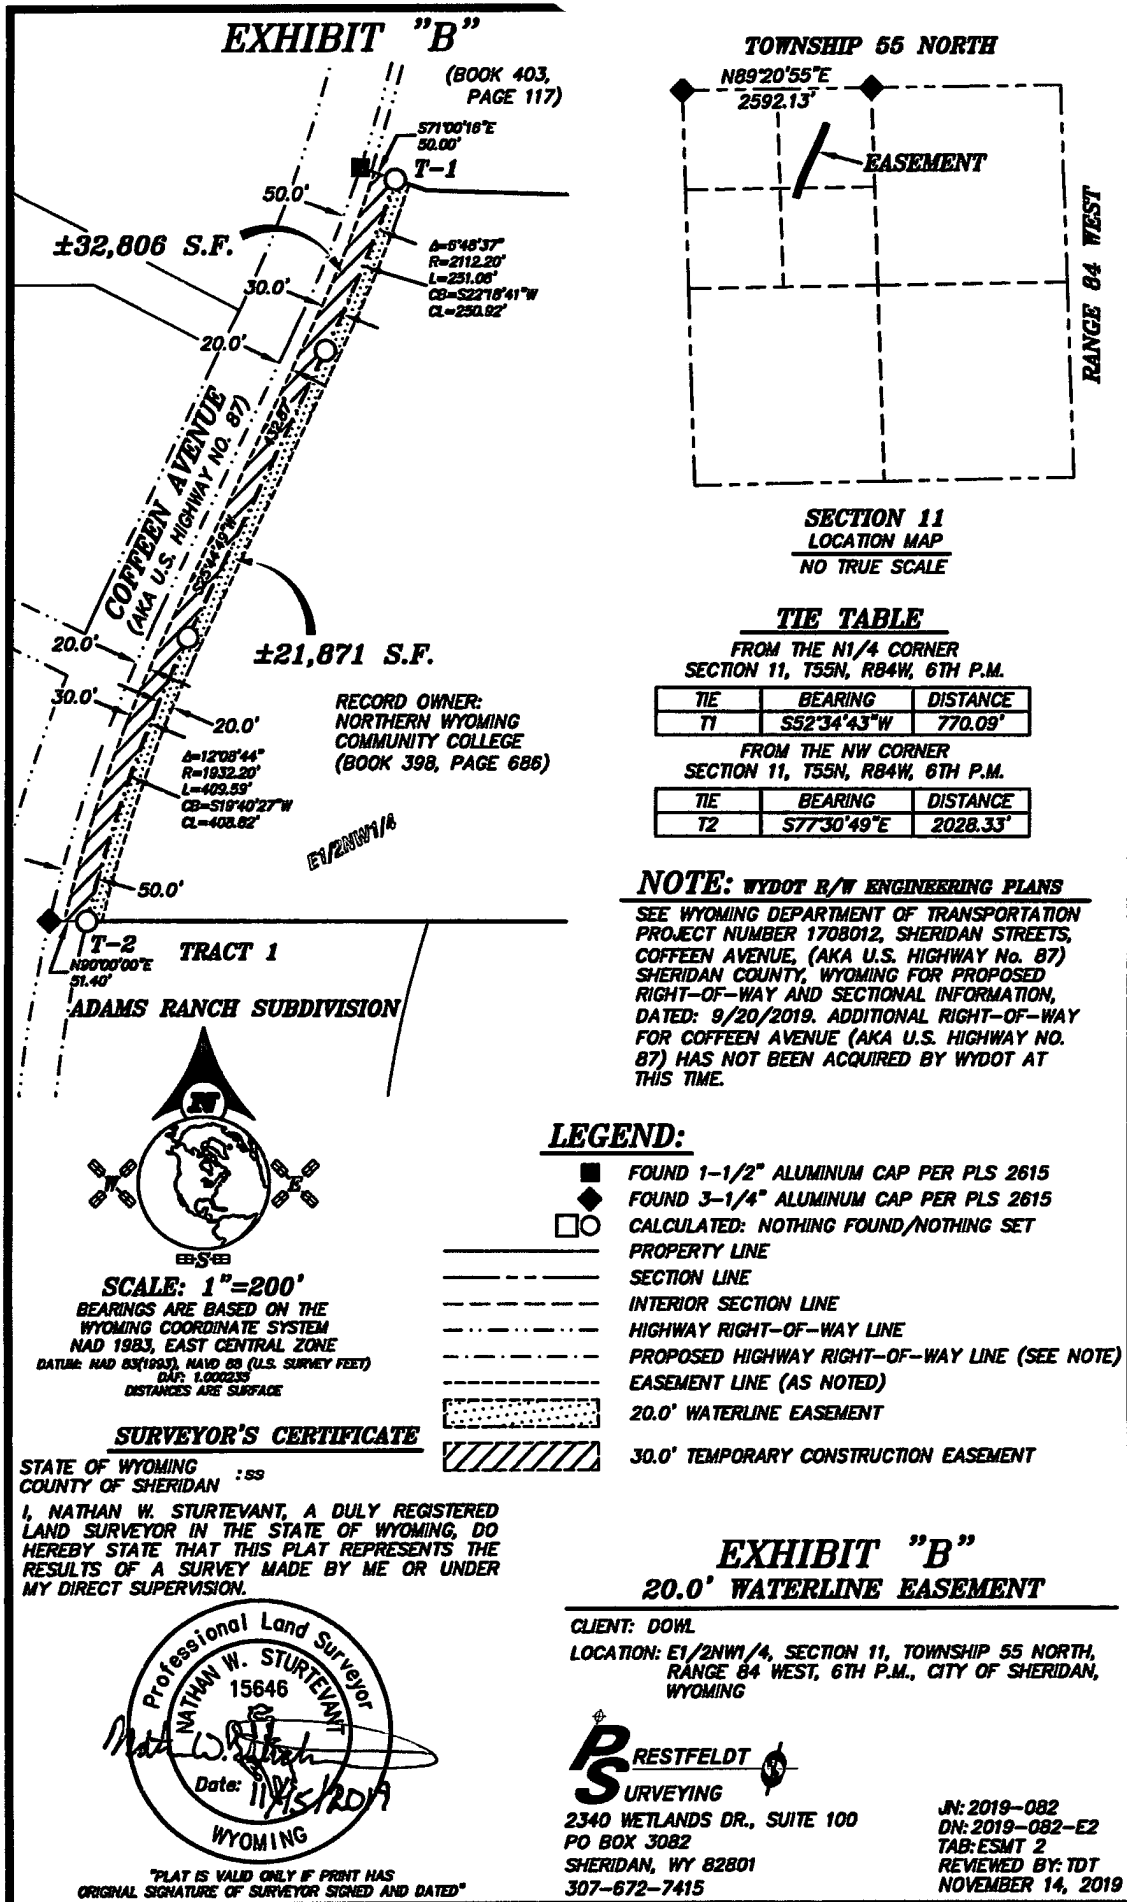 EXHIBIT "B"
(BOOK 403,
PAGE 117)
S71°00'16"E
50.00'
T-1
50.0'
±32,806 S.F.
Δ=6°48'37"
R=2112.20'
L=251.06'
CB=S22°18'41"W
CL=250.92'
30.0'
20.0'
COFFEEN AVENUE
(AKA U.S. HIGHWAY NO. 87)
432.67'
S25°44'49"W
20.0'
±21,871 S.F.
30.0'
20.0'
RECORD OWNER:
NORTHERN WYOMING
COMMUNITY COLLEGE
(BOOK 398, PAGE 686)
Δ=12°08'44"
R=1932.20'
L=409.59'
CB=S19°40'27"W
CL=408.82'
E1/2NW1/4
50.0'
T-2
N90°00'00"E
51.40'
TRACT 1
ADAMS RANCH SUBDIVISION
N
W
E
S
SCALE: 1"=200'
BEARINGS ARE BASED ON THE
WYOMING COORDINATE SYSTEM
NAD 1983, EAST CENTRAL ZONE
DATUM: NAD 83(1993), NAVD 88 (U.S. SURVEY FEET)
DAF: 1.000235
DISTANCES ARE SURFACE
SURVEYOR'S CERTIFICATE
STATE OF WYOMING
:SS
COUNTY OF SHERIDAN
I, NATHAN W. STURTEVANT, A DULY REGISTERED
LAND SURVEYOR IN THE STATE OF WYOMING, DO
HEREBY STATE THAT THIS PLAT REPRESENTS THE
RESULTS OF A SURVEY MADE BY ME OR UNDER
MY DIRECT SUPERVISION.
Professional Land Surveyor
NATHAN W. STURTEVANT
15646
Date: 11/15/2019
WYOMING
"PLAT IS VALID ONLY IF PRINT HAS
ORIGINAL SIGNATURE OF SURVEYOR SIGNED AND DATED"
TOWNSHIP 55 NORTH
N89°20'55"E
2592.13'
EASEMENT
RANGE 84 WEST
SECTION 11
LOCATION MAP
NO TRUE SCALE
TIE TABLE
FROM THE N1/4 CORNER
SECTION 11, T55N, R84W, 6TH P.M.
TIE BEARING DISTANCE
T1 S52°34'43"W 770.09'
FROM THE NW CORNER
SECTION 11, T55N, R84W, 6TH P.M.
TIE BEARING DISTANCE
T2 S77°30'49"E 2028.33'
NOTE: WYDOT R/W ENGINEERING PLANS
SEE WYOMING DEPARTMENT OF TRANSPORTATION
PROJECT NUMBER 1708012, SHERIDAN STREETS,
COFFEEN AVENUE, (AKA U.S. HIGHWAY No. 87)
SHERIDAN COUNTY, WYOMING FOR PROPOSED
RIGHT-OF-WAY AND SECTIONAL INFORMATION,
DATED: 9/20/2019. ADDITIONAL RIGHT-OF-WAY
FOR COFFEEN AVENUE (AKA U.S. HIGHWAY NO.
87) HAS NOT BEEN ACQUIRED BY WYDOT AT
THIS TIME.
LEGEND:
FOUND 1-1/2" ALUMINUM CAP PER PLS 2615
FOUND 3-1/4" ALUMINUM CAP PER PLS 2615
CALCULATED: NOTHING FOUND/NOTHING SET
PROPERTY LINE
SECTION LINE
INTERIOR SECTION LINE
HIGHWAY RIGHT-OF-WAY LINE
PROPOSED HIGHWAY RIGHT-OF-WAY LINE (SEE NOTE)
EASEMENT LINE (AS NOTED)
20.0' WATERLINE EASEMENT
30.0' TEMPORARY CONSTRUCTION EASEMENT
EXHIBIT "B"
20.0' WATERLINE EASEMENT
CLIENT: DOWL
LOCATION: E1/2NW1/4, SECTION 11, TOWNSHIP 55 NORTH,
RANGE 84 WEST, 6TH P.M., CITY OF SHERIDAN,
WYOMING
PRESTFELDT
SURVEYING
2340 WETLANDS DR., SUITE 100
PO BOX 3082
SHERIDAN, WY 82801
307-672-7415
JN: 2019-082
DN: 2019-082-E2
TAB: ESMT 2
REVIEWED BY: TDT
NOVEMBER 14, 2019